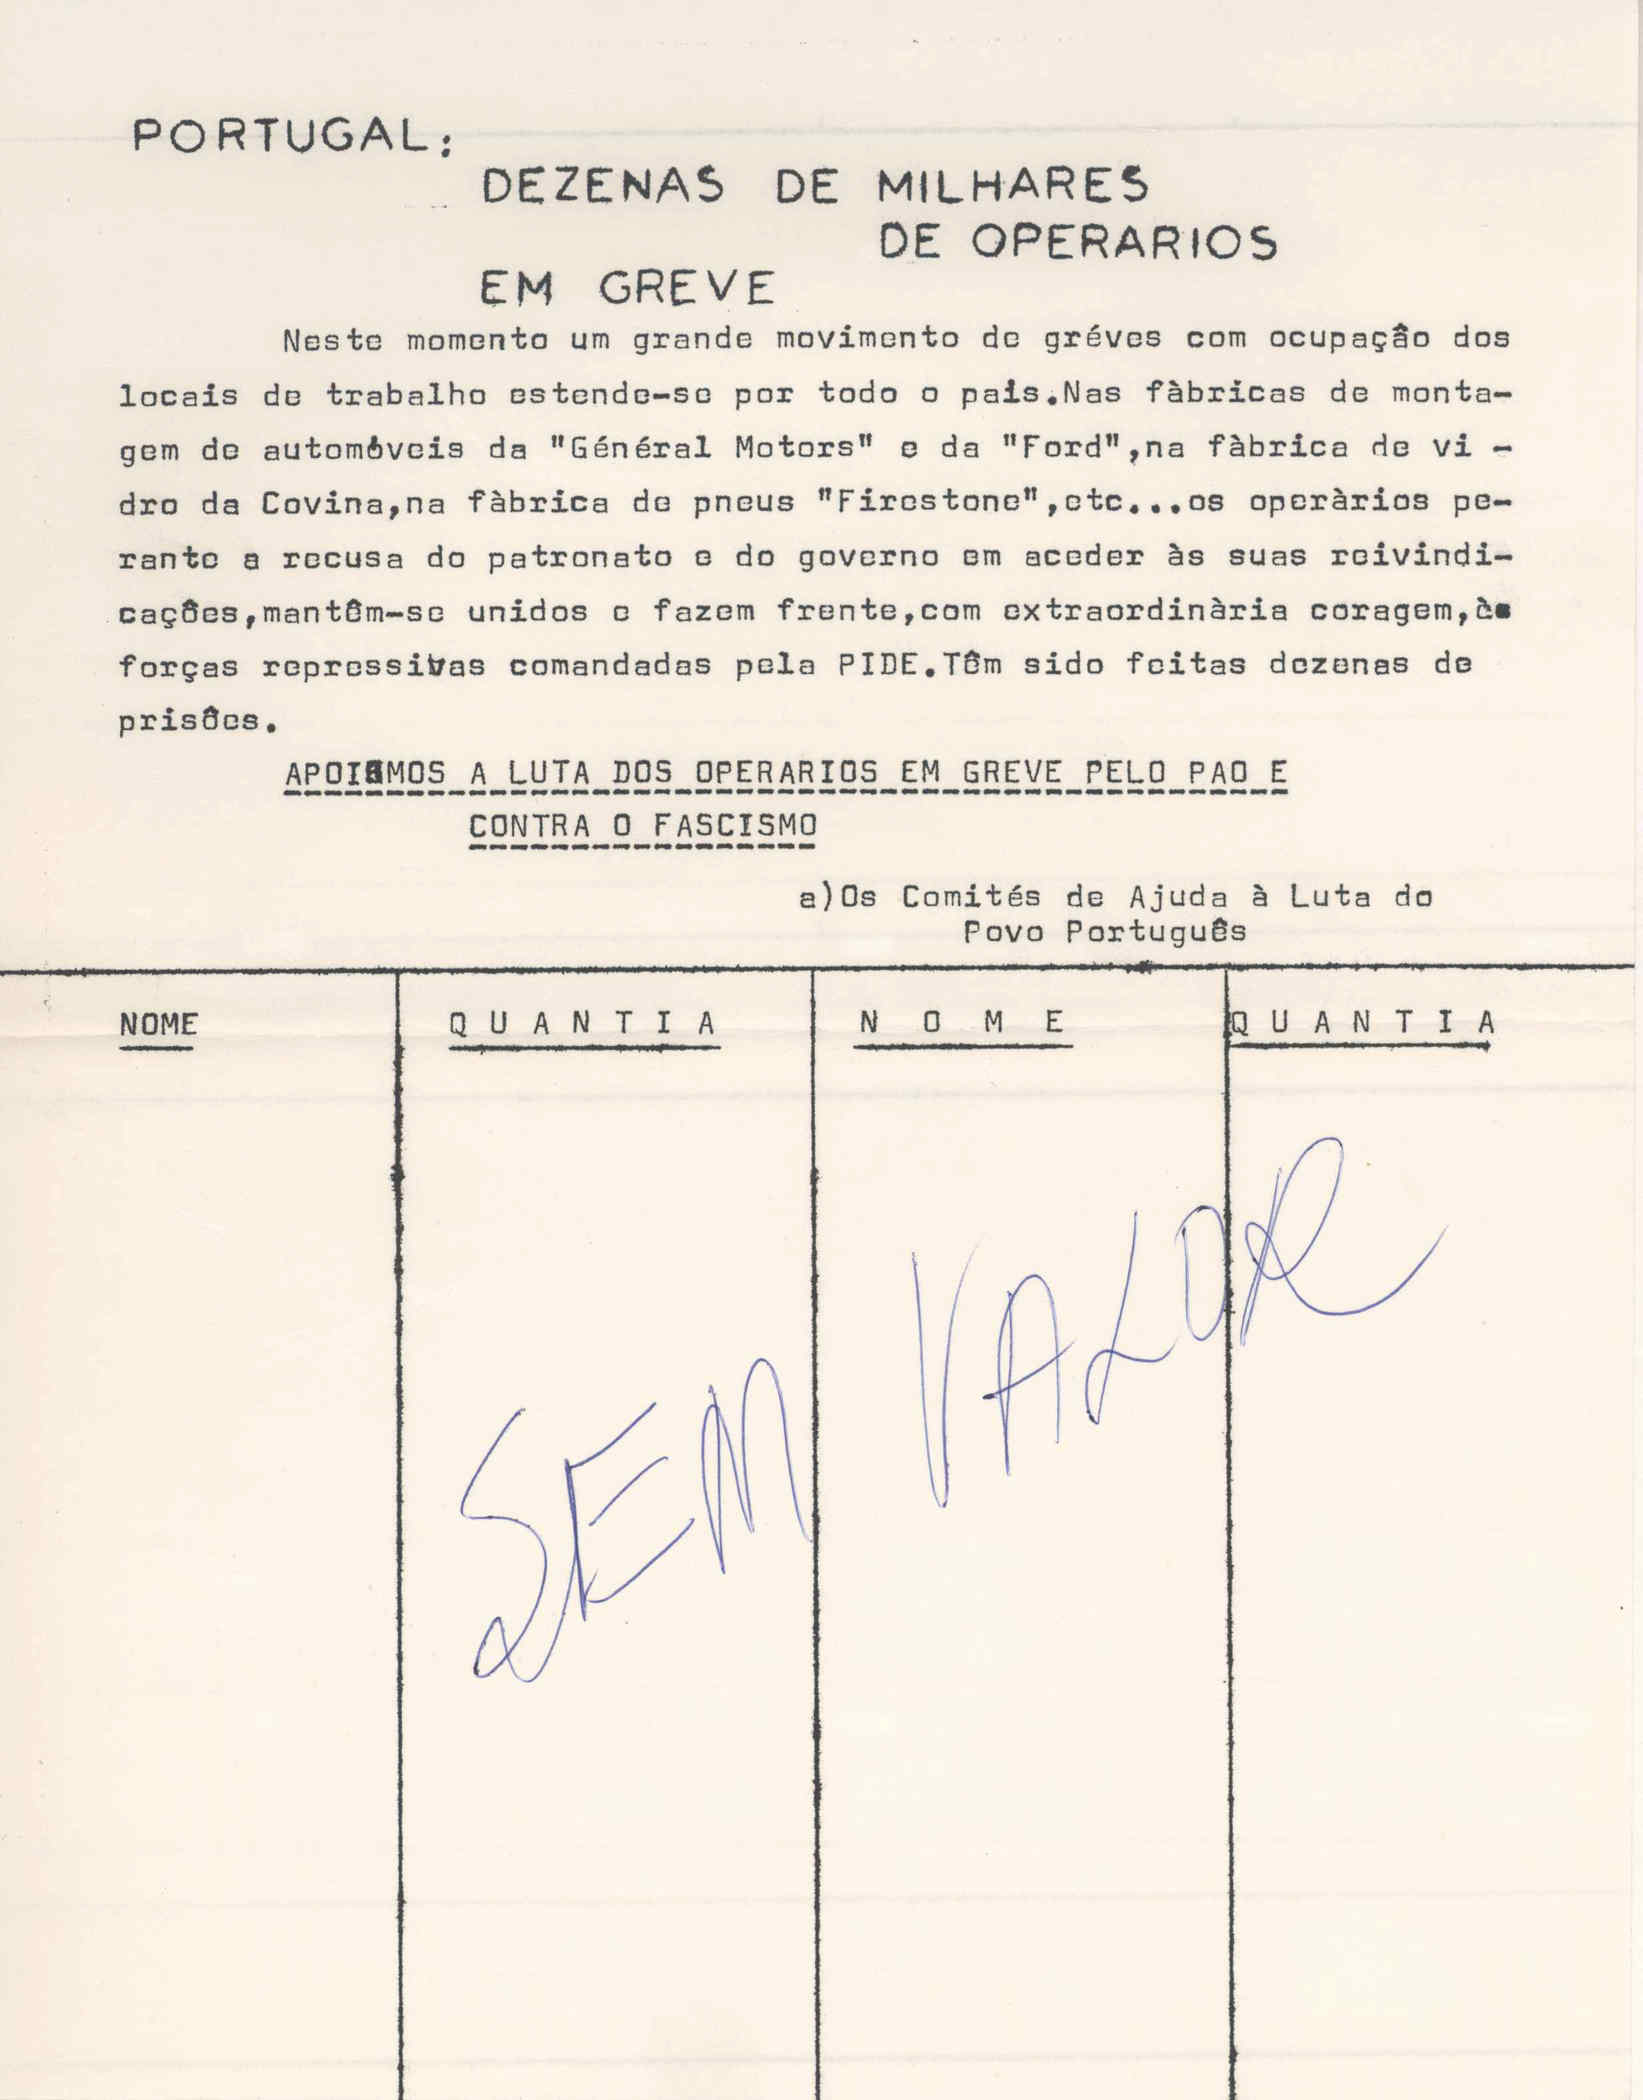 PORTUGAL:
DEZENAS DE MILHARES
DE OPERARIOS
EM GREVE
Neste momento um grande movimento de gréves com ocupação dos
locais de trabalho estende-se por todo o pais.Nas fàbricas de monta-
gem de automóveis da "Général Motors" e da "Ford",na fàbrica de vi -
dro da Covina,na fàbrica de pneus "Firestone",etc...os operàrios pe-
rante a recusa do patronato e do governo em aceder às suas reivindi-
cações,mantêm-se unidos e fazem frente,com extraordinària coragem,às
forças repressivas comandadas pela PIDE.Têm sido feitas dezenas de
prisões.
APOIAMOS A LUTA DOS OPERARIOS EM GREVE PELO PAO E
CONTRA O FASCISMO
a)Os Comités de Ajuda à Luta do
Povo Português
NOME QUANTIA NOME QUANTIA
SEM VALOR